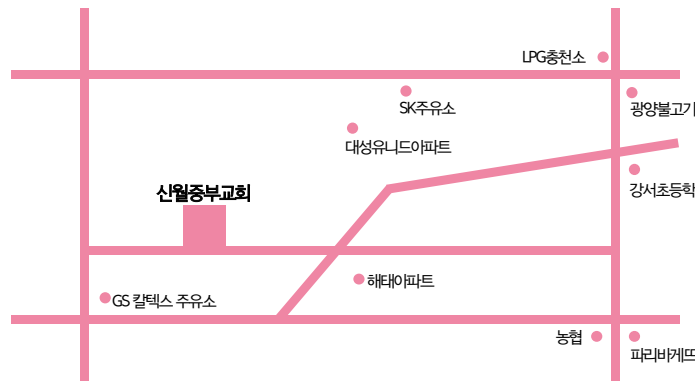 LPG충천소
SK주유소
광양불고기
대성유니드아파트
강서초등학
신월중부교회
해태아파트
GS 칼텍스 주유소
농협
파리바게뜨